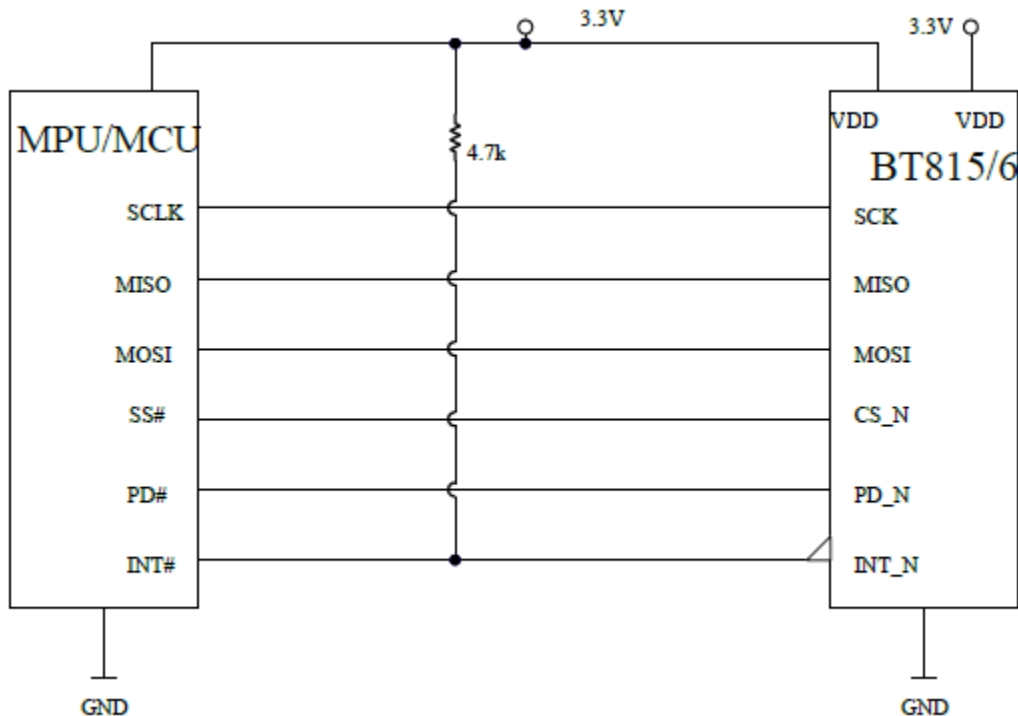 3.3V
3.3V
MPU/MCU
VDD
VDD
4.7k
BT815/6
SCLK
SCK
MISO
MISO
MOSI
MOSI
SS#
CS_N
PD#
PD_N
INT#
INT_N
GND
GND